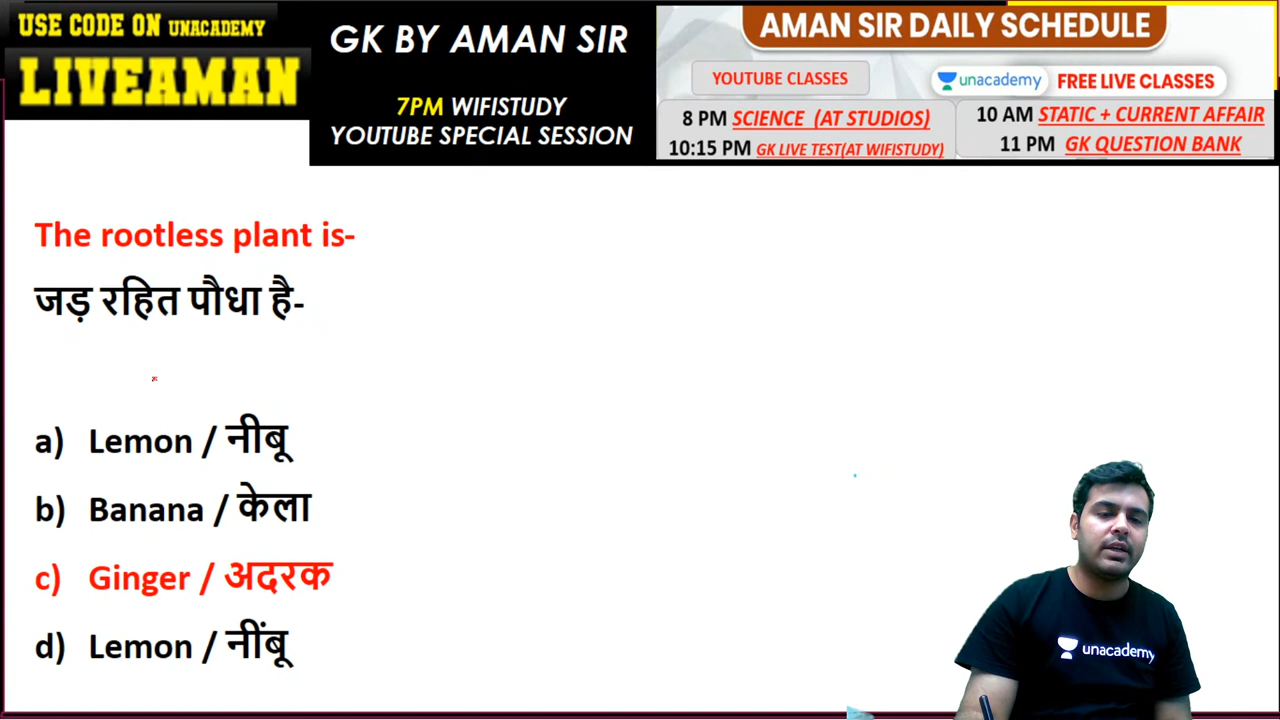 USE CODE ON UNACADEMY
LIVEAMAN
GK BY AMAN SIR
7PM WIFISTUDY
YOUTUBE SPECIAL SESSION
AMAN SIR DAILY SCHEDULE
YOUTUBE CLASSES
unacademy FREE LIVE CLASSES
8 PM SCIENCE (AT STUDIOS)
10:15 PM GK LIVE TEST(AT WIFISTUDY)
10 AM STATIC + CURRENT AFFAIR
11 PM GK QUESTION BANK
The rootless plant is-
जड़ रहित पौधा है-
a) Lemon / नीबू
b) Banana / केला
c) Ginger / अदरक
d) Lemon / नींबू
unacademy